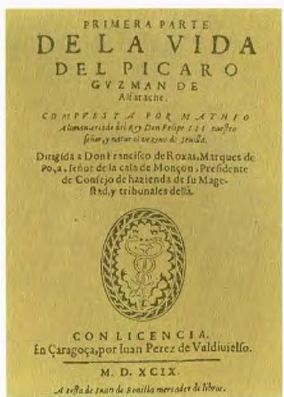 PRIMERA PARTE
DE LA VIDA
DEL PICARO
GVZMAN DE
Alfarache.
COMPVESTA POR MATHEO
Aleman criado del Rey Don Felipe III nuestro
señor, y natural vezino de Seuilla.
Dirigida a Don Francisco de Roxas, Marques de
Poza, señor de la casa de Monçon. Presidente
de Consejo de hazienda de su Mage-
stad, y tribunales della.
CON LICENCIA.
En Çaragoça, por Iuan Perez de Valdiuielso.
M. D. XCIX.
A costa de Iuan de Bonilla mercader de libros.